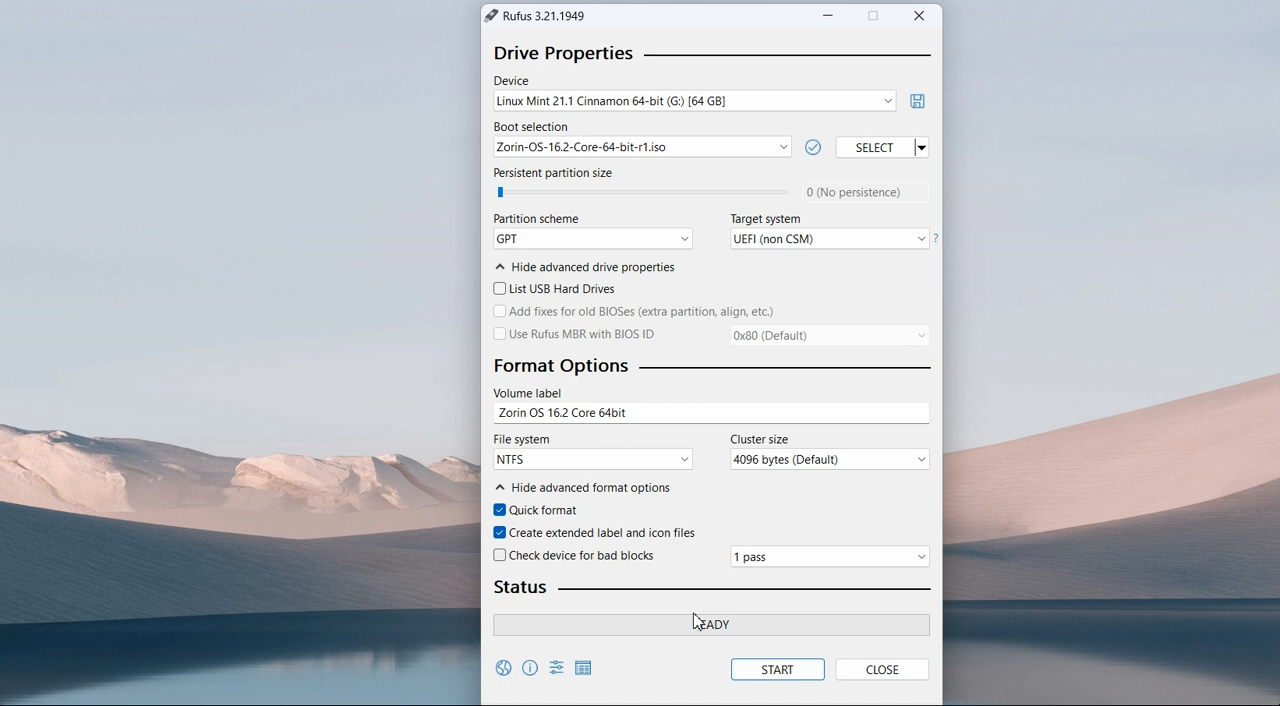 Rufus 3.21.1949
Drive Properties
Device
Linux Mint 21.1 Cinnamon 64-bit (G:) [64 GB]
Boot selection
Zorin-OS-16.2-Core-64-bit-r1.iso
SELECT
Persistent partition size
0 (No persistence)
Partition scheme
Target system
GPT
UEFI (non CSM)
?
Hide advanced drive properties
List USB Hard Drives
Add fixes for old BIOSes (extra partition, align, etc.)
Use Rufus MBR with BIOS ID
0x80 (Default)
Format Options
Volume label
Zorin OS 16.2 Core 64bit
File system
Cluster size
NTFS
4096 bytes (Default)
Hide advanced format options
Quick format
Create extended label and icon files
Check device for bad blocks
1 pass
Status
READY
START
CLOSE